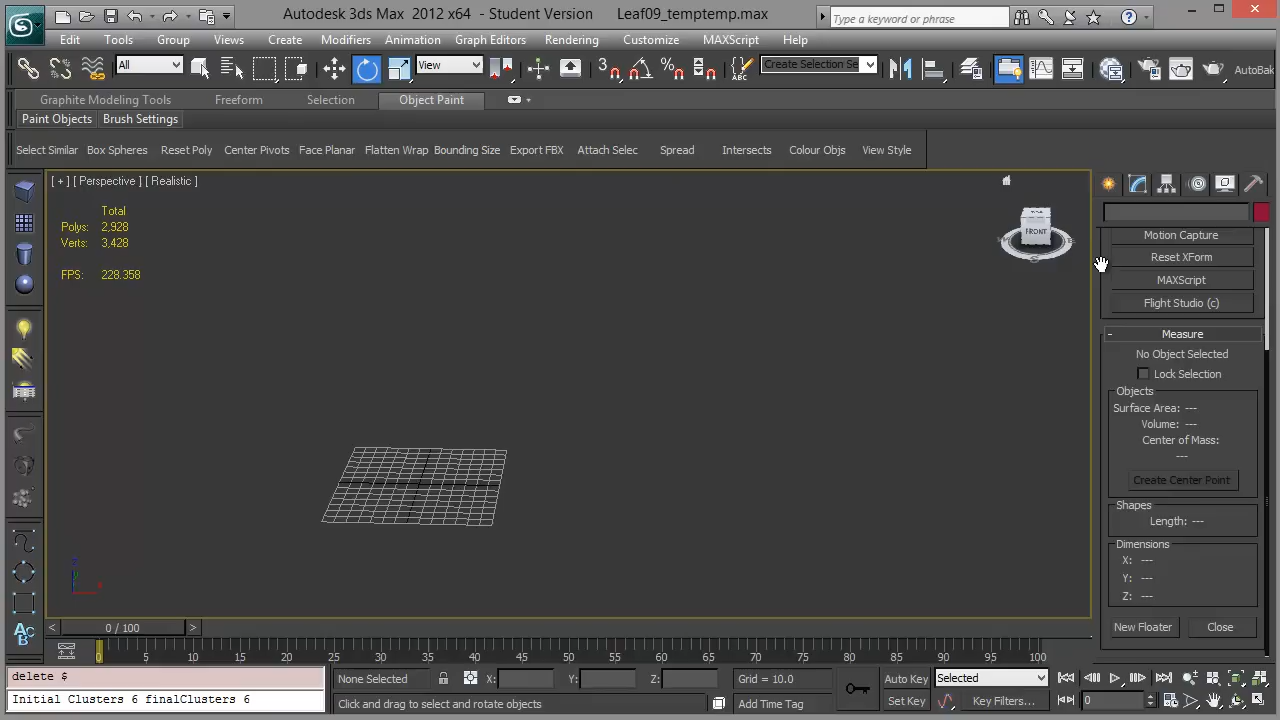 Autodesk 3ds Max 2012 x64 - Student Version Leaf09_temptemp.max
Type a keyword or phrase
Edit Tools Group Views Create Modifiers Animation Graph Editors Rendering Customize MAXScript Help
All View 3 Create Selection Se AutoBak
Graphite Modeling Tools Freeform Selection Object Paint
Paint Objects Brush Settings
Select Similar Box Spheres Reset Poly Center Pivots Face Planar Flatten Wrap Bounding Size Export FBX Attach Selec Spread Intersects Colour Objs View Style
[ + ] [ Perspective ] [ Realistic ]
Total
Polys: 2,928
Verts: 3,428
FPS: 228.358
FRONT
Motion Capture
Reset XForm
MAXScript
Flight Studio (c)
- Measure
No Object Selected
Lock Selection
Objects
Surface Area: ---
Volume: ---
Center of Mass:
---
Create Center Point
Shapes
Length: ---
Dimensions
X: ---
Y: ---
Z: ---
New Floater Close
< 0 / 100 >
0 5 10 15 20 25 30 35 40 45 50 55 60 65 70 75 80 85 90 95 100
delete $
Initial Clusters 6 finalClusters 6
None Selected X: Y: Z: Grid = 10.0 Auto Key Selected
Click and drag to select and rotate objects Add Time Tag Set Key Key Filters... 0